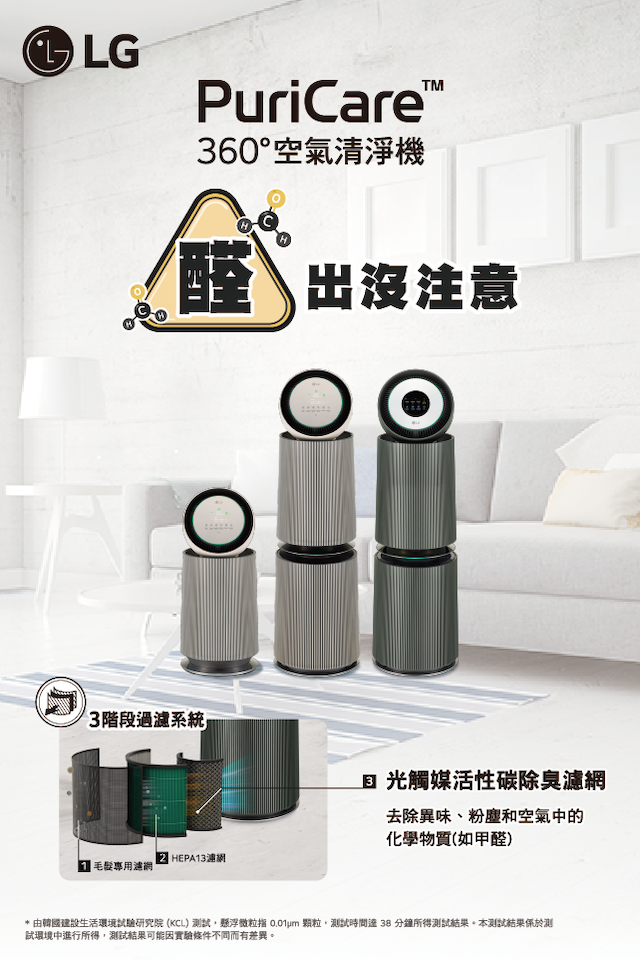 LG
PuriCare™
360°空氣清淨機
醛 出沒注意
O
H C
H
O
H C H
3階段過濾系統
1 毛髮專用濾網
2 HEPA13濾網
3 光觸媒活性碳除臭濾網
去除異味、粉塵和空氣中的
化學物質(如甲醛)
* 由韓國建設生活環境試驗研究院 (KCL) 測試，懸浮微粒指 0.01μm 顆粒，測試時間達 38 分鐘所得測試結果。本測試結果係於測
試環境中進行所得，測試結果可能因實驗條件不同而有差異。